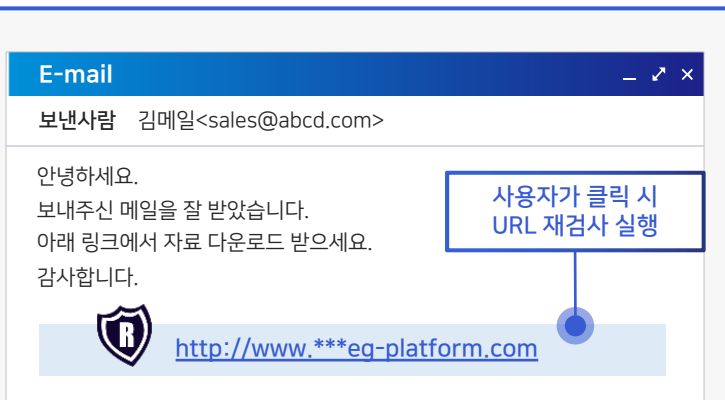 E-mail
보낸사람 김메일<sales@abcd.com>
안녕하세요.
보내주신 메일을 잘 받았습니다.
아래 링크에서 자료 다운로드 받으세요.
감사합니다.
사용자가 클릭 시
URL 재검사 실행
R
http://www.***eg-platform.com